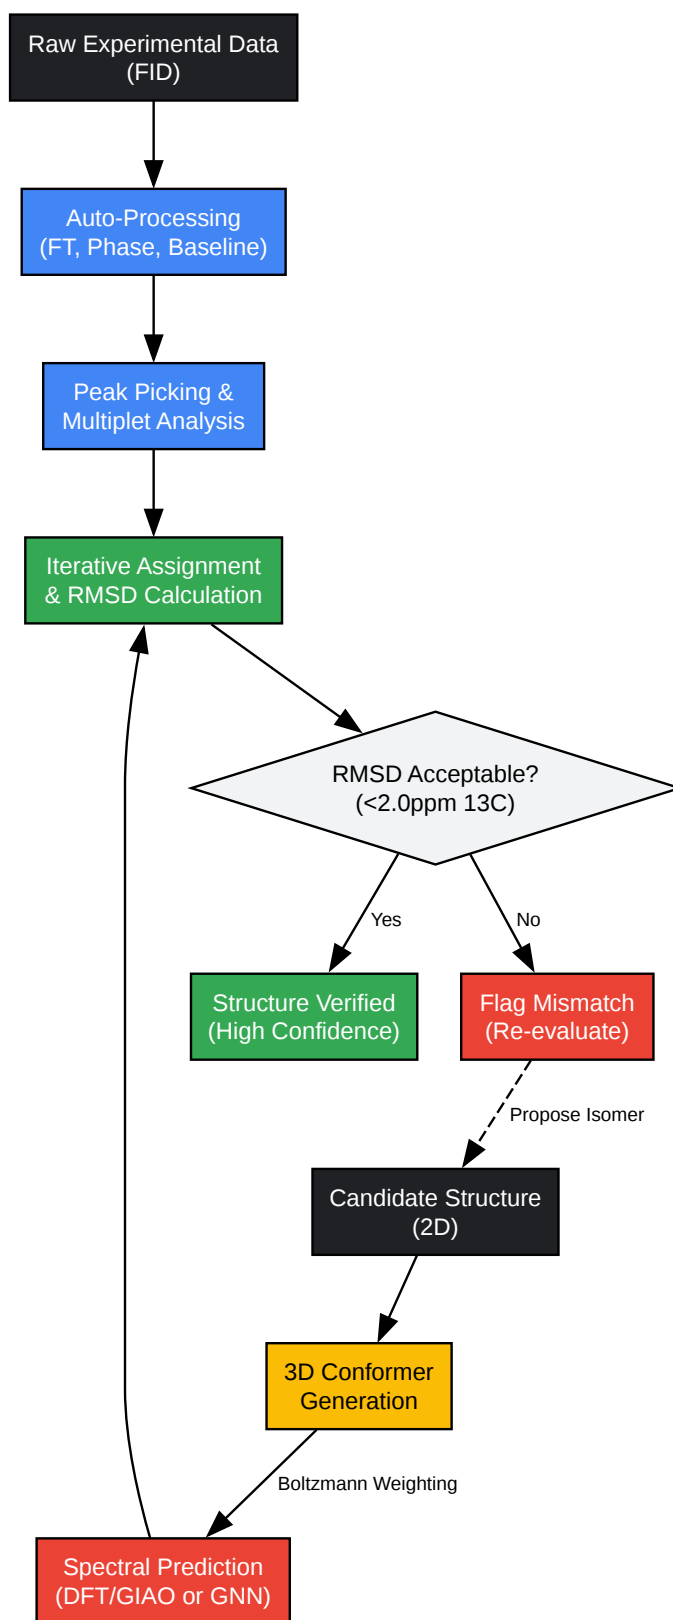 Raw Experimental Data
(FID)
Auto-Processing
(FT, Phase, Baseline)
Peak Picking &
Multiplet Analysis
Iterative Assignment
& RMSD Calculation
RMSD Acceptable?
(<2.0ppm 13C)
Yes
No
Structure Verified
(High Confidence)
Flag Mismatch
(Re-evaluate)
Propose Isomer
Candidate Structure
(2D)
3D Conformer
Generation
Boltzmann Weighting
Spectral Prediction
(DFT/GIAO or GNN)